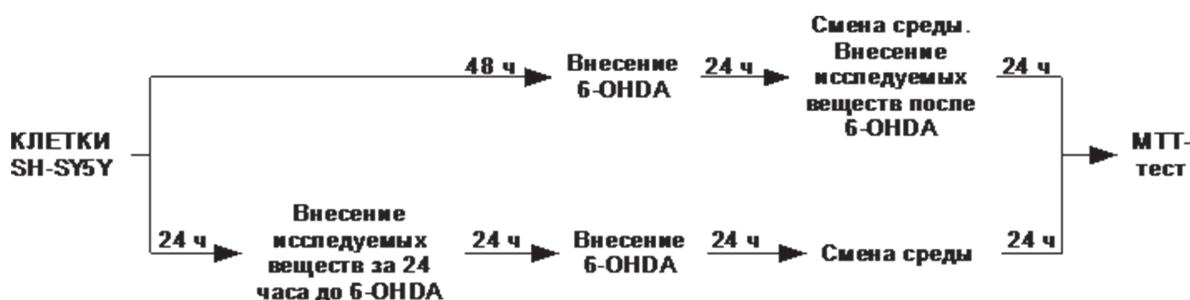 КЛЕТКИ
SH-SY5Y
48 ч
Внесение
6-OHDA
24 ч
Смена среды.
Внесение
исследуемых
веществ после
6-OHDA
24 ч
24 ч
Внесение
исследуемых
веществ за 24
часа до 6-OHDA
24 ч
Внесение
6-OHDA
24 ч
Смена среды
24 ч
МТТ-
тест